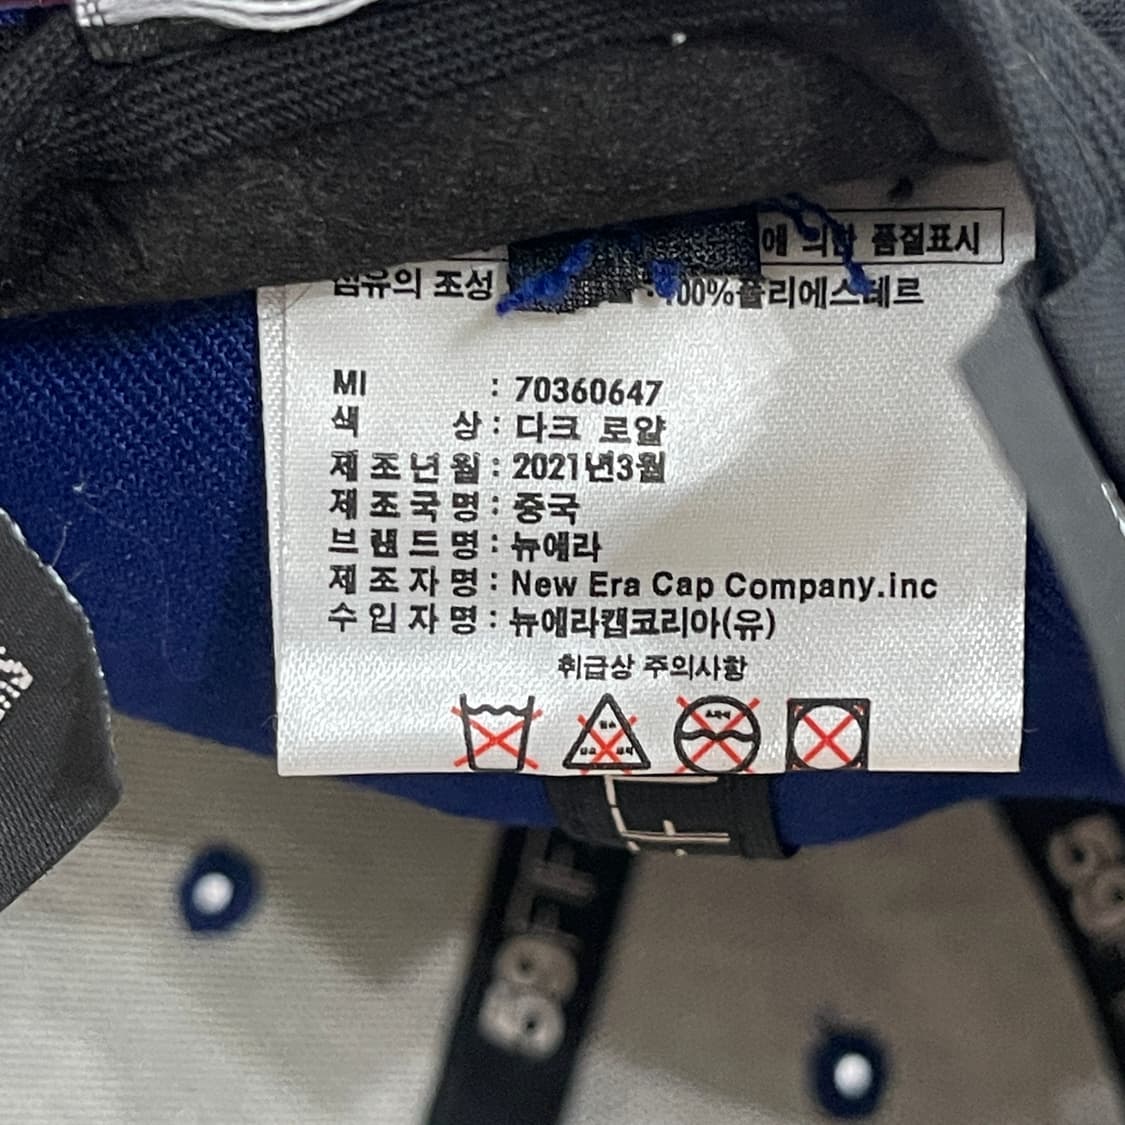 에 의한 품질표시
섬유의 조성 : 100%폴리에스테르
MI : 70360647
색 상 : 다크 로얄
제조년월 : 2021년3월
제조국명 : 중국
브랜드명 : 뉴에라
제조자명 : New Era Cap Company.inc
수입자명 : 뉴에라캡코리아(유)
취급상 주의사항
59F
59